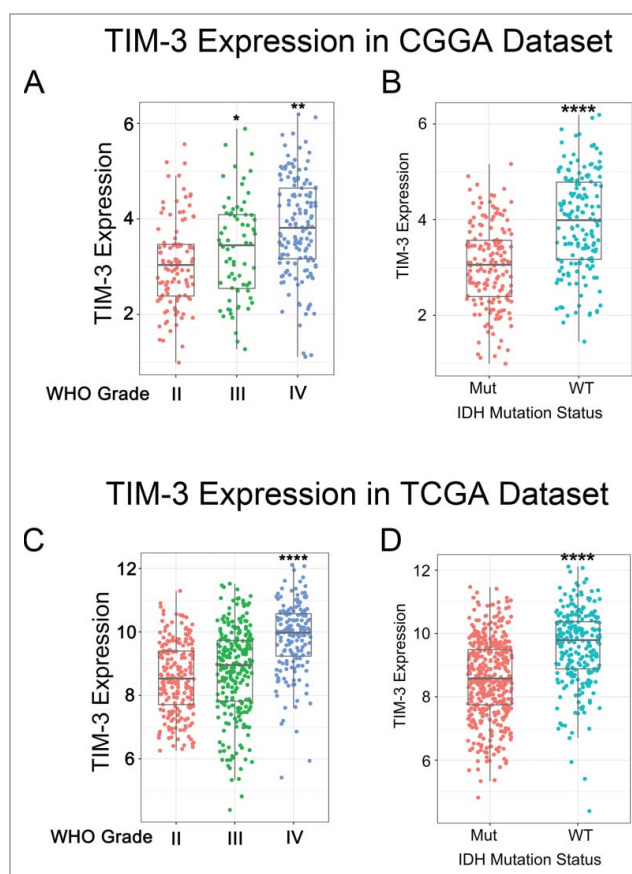 TIM-3 Expression in CGGA Dataset
A
B
* **
****
TIM-3 Expression
6
4
2
TIM-3 Expression
6
4
2
WHO Grade II III IV
Mut WT
IDH Mutation Status
TIM-3 Expression in TCGA Dataset
C
D
****
****
TIM-3 Expression
12
10
8
6
TIM-3 Expression
12
10
8
6
WHO Grade II III IV
Mut WT
IDH Mutation Status